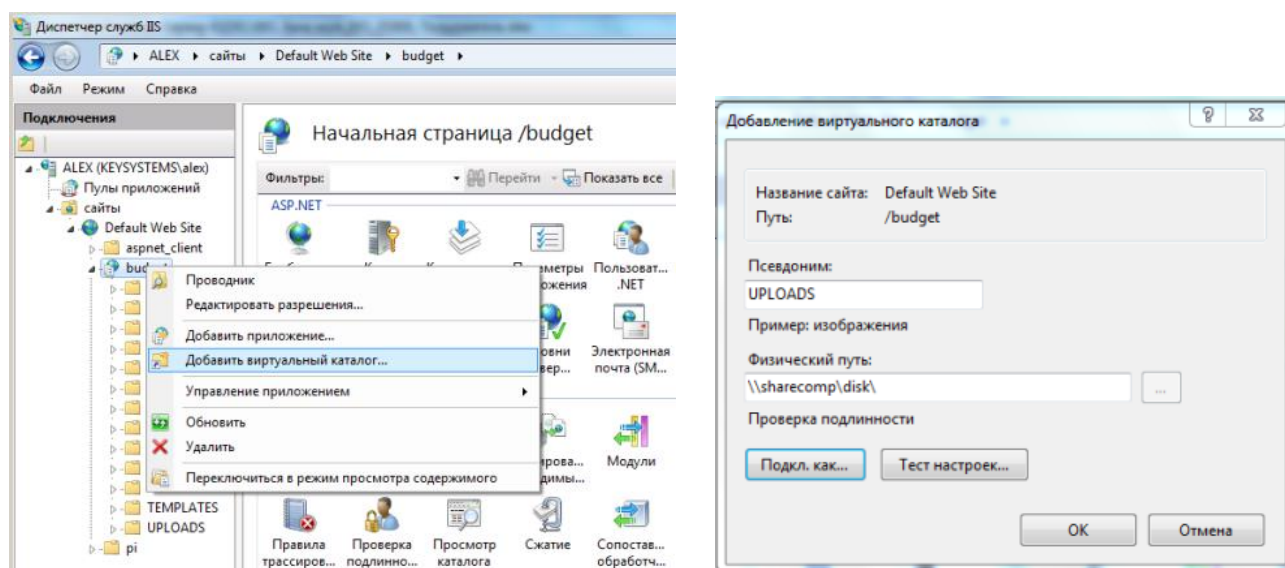 Диспетчер служб IIS
ALEX ▸ сайты ▸ Default Web Site ▸ budget ▸
Файл Режим Справка
Подключения
ALEX (KEYSYSTEMS\alex)
Пулы приложений
сайты
Default Web Site
aspnet_client
TEMPLATES
UPLOADS
pi
Начальная страница /budget
Фильтры: Перейти Показать все
ASP.NET
Пользоват...
.NET
Электронная
почта (SM...
Модули
Правила
трассиров...
Проверка
подлинно...
Просмотр
каталога
Сжатие
Сопостав...
обработч...
Проводник
Редактировать разрешения...
Добавить приложение...
Добавить виртуальный каталог...
Управление приложением
Обновить
Удалить
Переключиться в режим просмотра содержимого
Добавление виртуального каталога
Название сайта: Default Web Site
Путь: /budget
Псевдоним:
UPLOADS
Пример: изображения
Физический путь:
\\sharecomp\disk\
...
Проверка подлинности
Подкл. как... Тест настроек...
OK Отмена